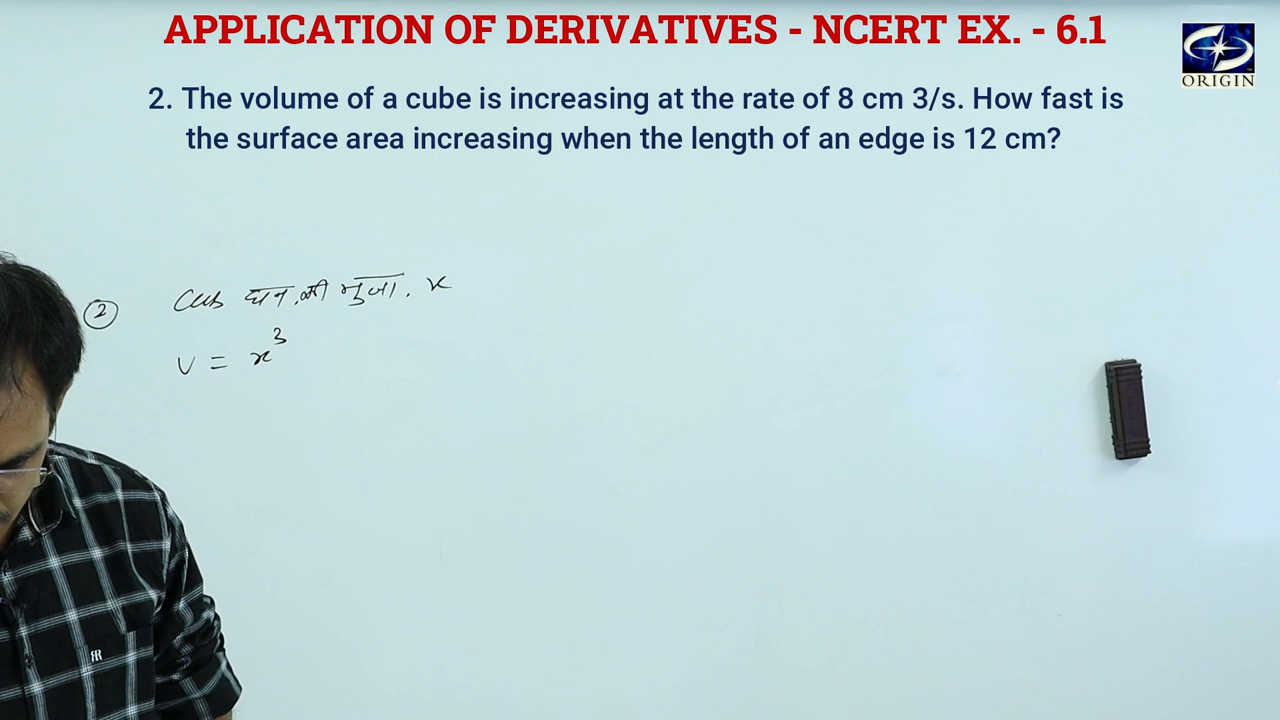 APPLICATION OF DERIVATIVES - NCERT EX. - 6.1
ORIGIN
2. The volume of a cube is increasing at the rate of 8 cm 3/s. How fast is
the surface area increasing when the length of an edge is 12 cm?
② Cub घन की भुजा. x
V = x³
RR